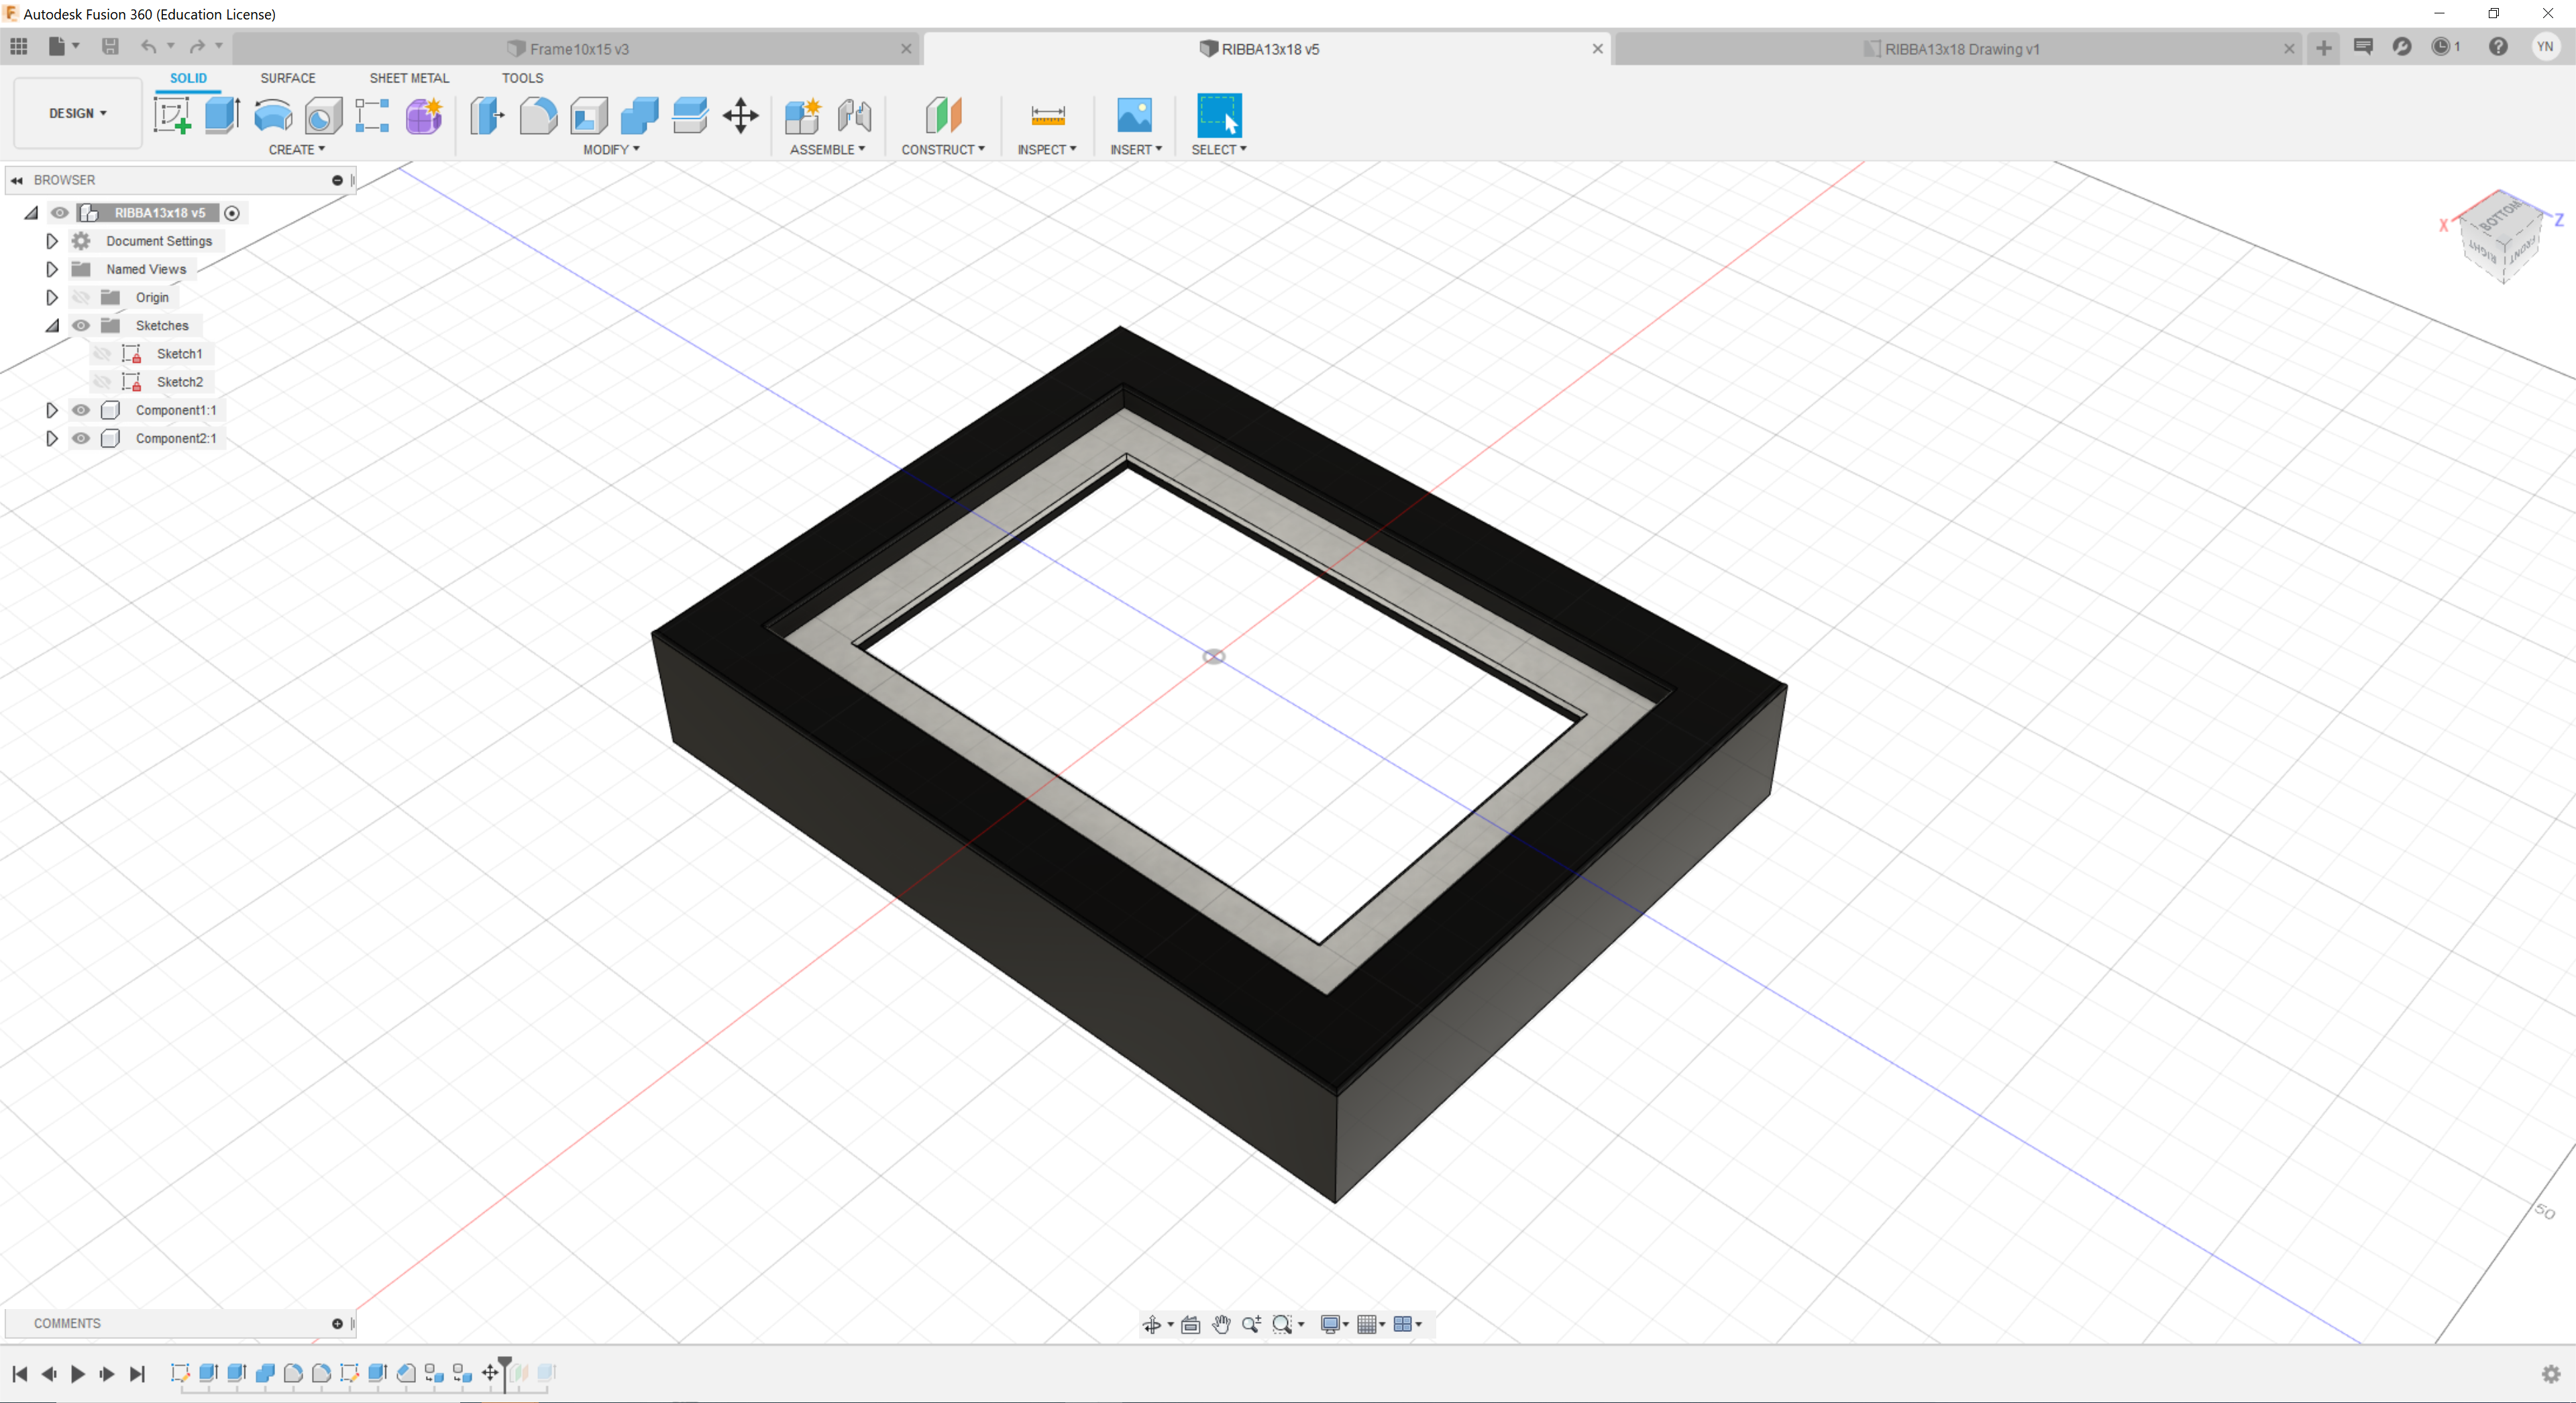 Autodesk Fusion 360 (Education License)
Frame10x15 v3
RIBBA13x18 v5
RIBBA13x18 Drawing v1
1
YN
SOLID
SURFACE
SHEET METAL
TOOLS
DESIGN
CREATE
MODIFY
ASSEMBLE
CONSTRUCT
INSPECT
INSERT
SELECT
BROWSER
RIBBA13x18 v5
Document Settings
Named Views
Origin
Sketches
Sketch1
Sketch2
Component1:1
Component2:1
X
Z
BOTTOM
RIGHT
FRONT
50
COMMENTS